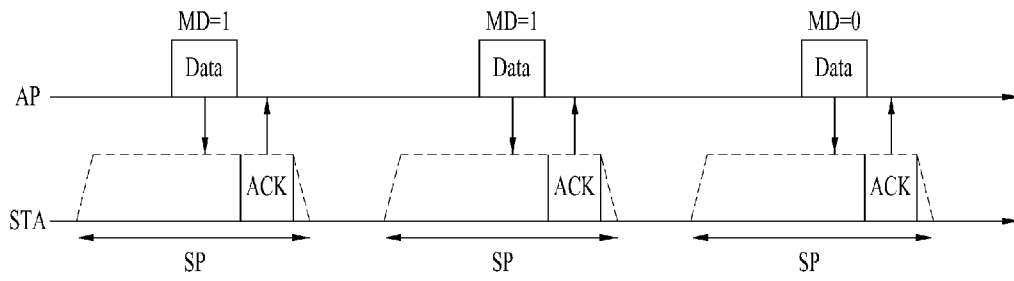 MD=1 MD=1 MD=0
Data Data Data
AP
ACK ACK ACK
STA
SP SP SP